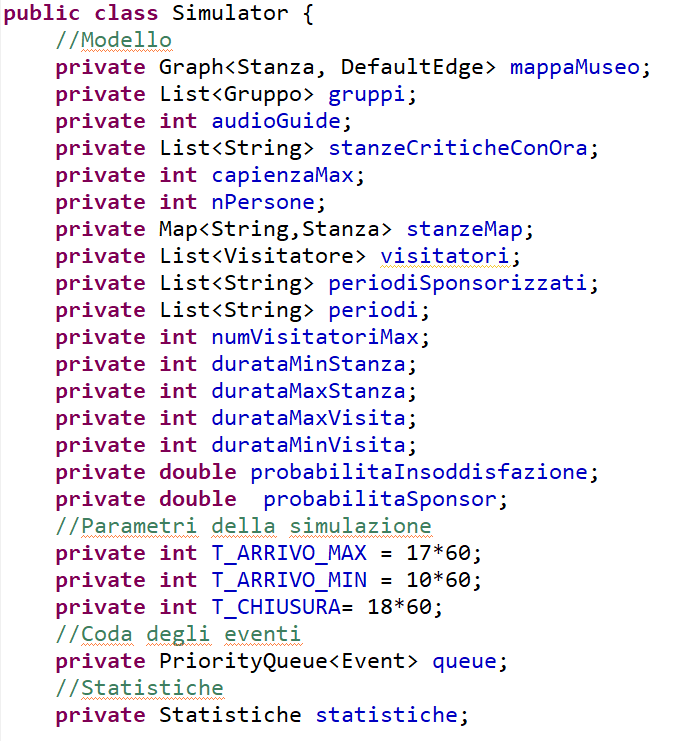 public class Simulator {
    //Modello
    private Graph<Stanza, DefaultEdge> mappaMuseo;
    private List<Gruppo> gruppi;
    private int audioGuide;
    private List<String> stanzeCriticheConOra;
    private int capienzaMax;
    private int nPersone;
    private Map<String,Stanza> stanzeMap;
    private List<Visitatore> visitatori;
    private List<String> periodiSponsorizzati;
    private List<String> periodi;
    private int numVisitatoriMax;
    private int durataMinStanza;
    private int durataMaxStanza;
    private int durataMaxVisita;
    private int durataMinVisita;
    private double probabilitaInsoddisfazione;
    private double  probabilitaSponsor;
    //Parametri della simulazione
    private int T_ARRIVO_MAX = 17*60;
    private int T_ARRIVO_MIN = 10*60;
    private int T_CHIUSURA= 18*60;
    //Coda degli eventi
    private PriorityQueue<Event> queue;
    //Statistiche
    private Statistiche statistiche;